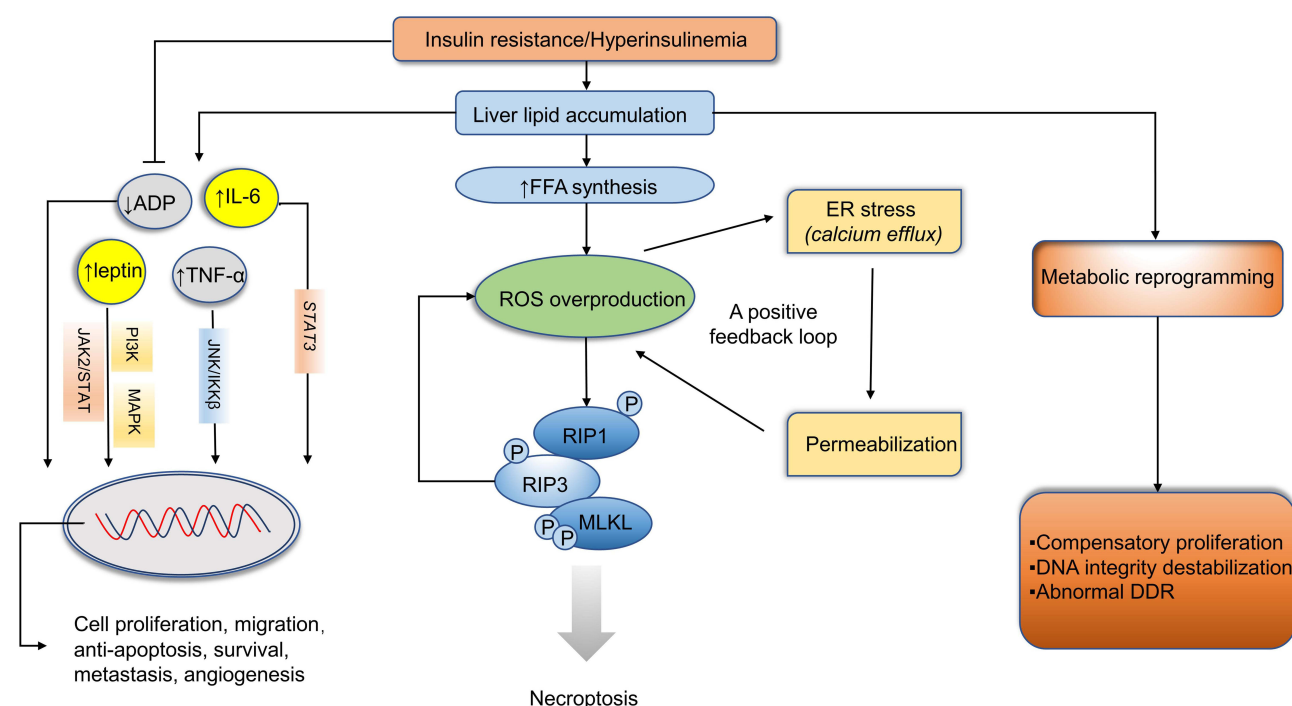 Insulin resistance/Hyperinsulinemia
Liver lipid accumulation
↑FFA synthesis
↓ADP
↑IL-6
ER stress
(calcium efflux)
↑leptin
↑TNF-α
ROS overproduction
Metabolic reprogramming
A positive
feedback loop
STAT3
JAK2/STAT
PI3K
MAPK
JNK/IKKβ
P
RIP1
P
RIP3
P
P
MLKL
Permeabilization
▪Compensatory proliferation
▪DNA integrity destabilization
▪Abnormal DDR
Cell proliferation, migration,
anti-apoptosis, survival,
metastasis, angiogenesis
Necroptosis